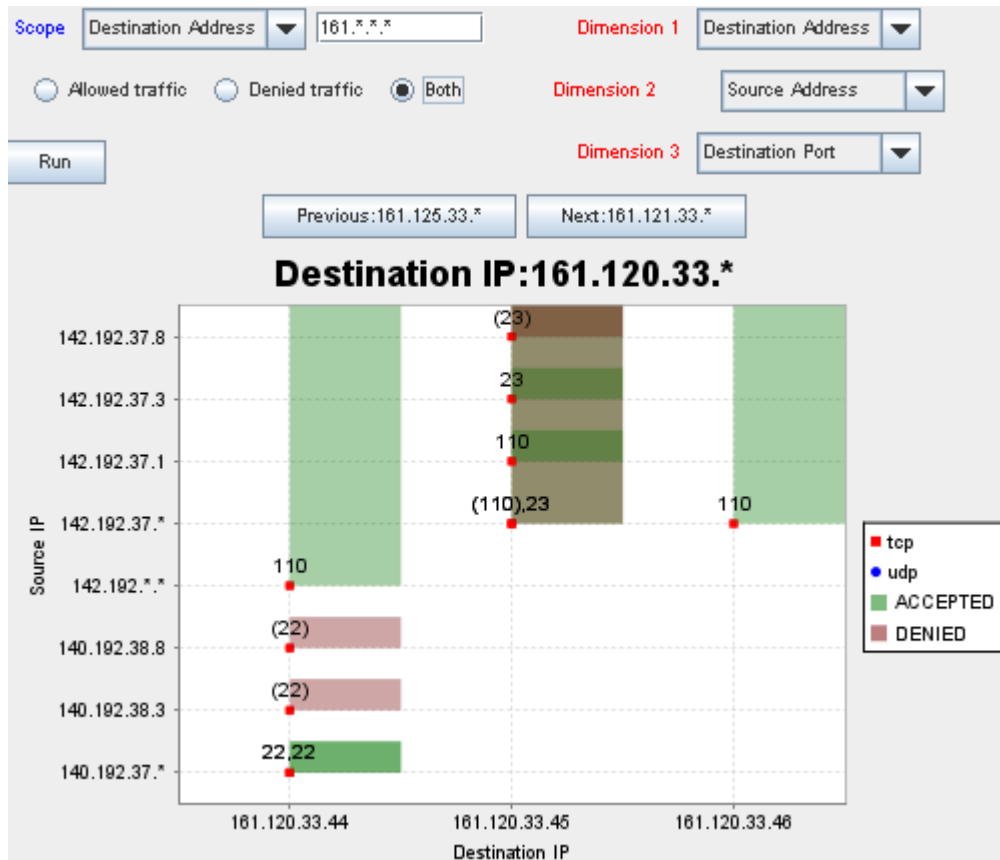 Scope Destination Address 161.*.*.* Dimension 1 Destination Address
Allowed traffic Denied traffic Both Dimension 2 Source Address
Run Dimension 3 Destination Port
Previous:161.125.33.* Next:161.121.33.*
Destination IP:161.120.33.*
142.192.37.8 (23)
142.192.37.3 23
142.192.37.1 110
142.192.37.* (110),23 110
142.192.*.* 110
140.192.38.8 (22)
140.192.38.3 (22)
140.192.37.* 22,22
Source IP
tcp
udp
ACCEPTED
DENIED
161.120.33.44 161.120.33.45 161.120.33.46
Destination IP